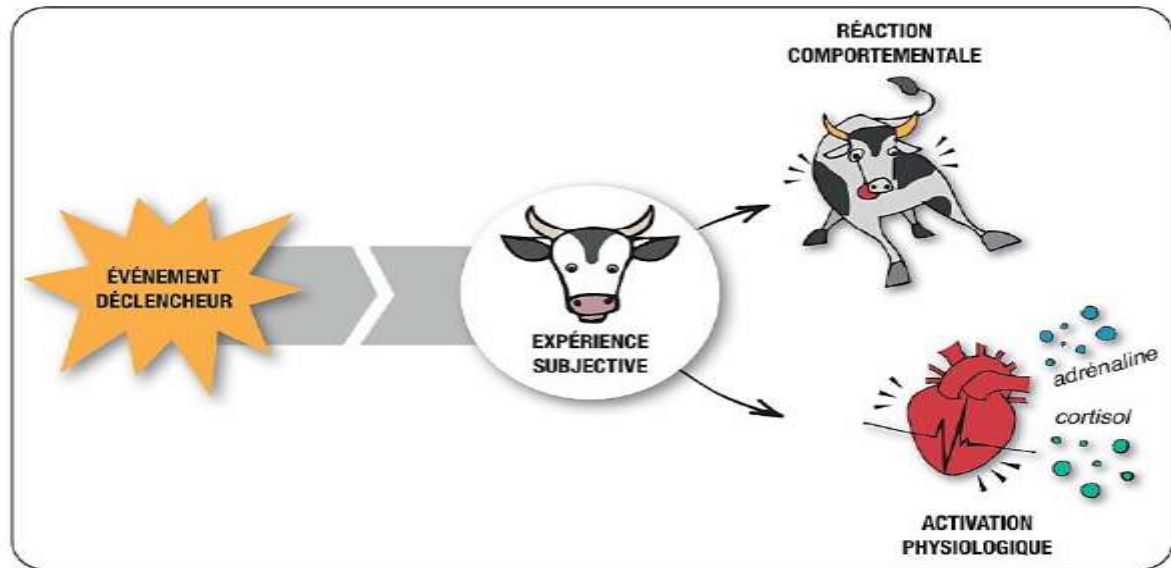 RÉACTION
COMPORTEMENTALE
ÉVÉNEMENT
DÉCLENCHEUR
EXPÉRIENCE
SUBJECTIVE
adrénaline
cortisol
ACTIVATION
PHYSIOLOGIQUE